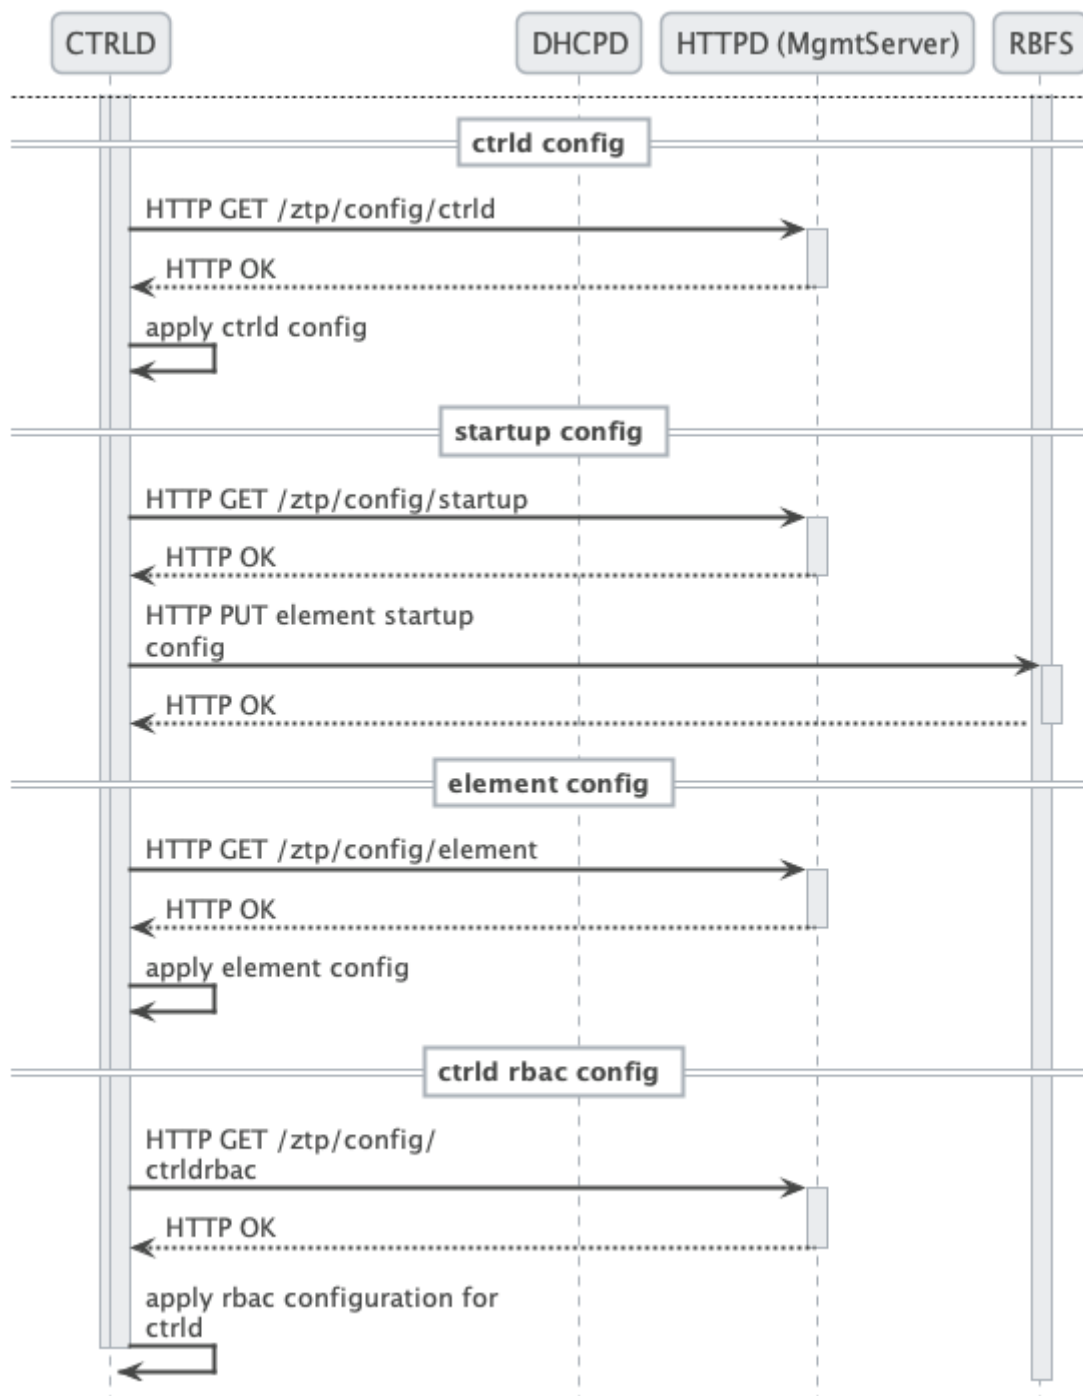 CTRLD
DHCPD
HTTPD (MgmtServer)
RBFS
ctrld config
HTTP GET /ztp/config/ctrld
HTTP OK
apply ctrld config
startup config
HTTP GET /ztp/config/startup
HTTP OK
HTTP PUT element startup
config
HTTP OK
element config
HTTP GET /ztp/config/element
HTTP OK
apply element config
ctrld rbac config
HTTP GET /ztp/config/
ctrldrbac
HTTP OK
apply rbac configuration for
ctrld